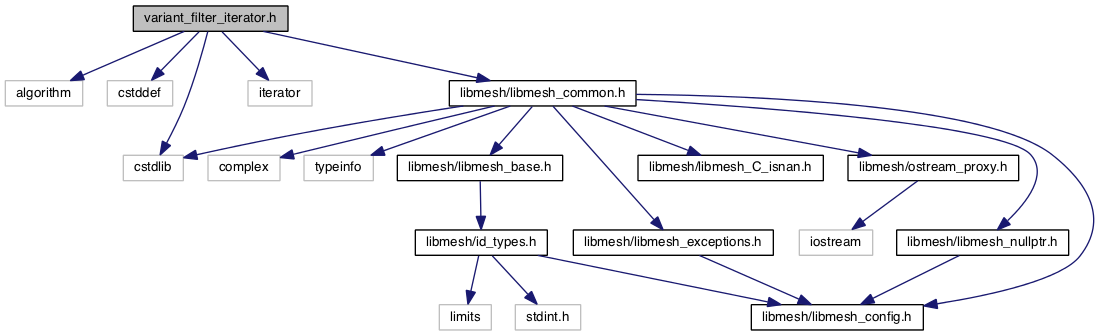 variant_filter_iterator.h
algorithm
cstddef
iterator
libmesh/libmesh_common.h
cstdlib
complex
typeinfo
libmesh/libmesh_base.h
libmesh/libmesh_C_isnan.h
libmesh/ostream_proxy.h
libmesh/id_types.h
libmesh/libmesh_exceptions.h
iostream
libmesh/libmesh_nullptr.h
limits
stdint.h
libmesh/libmesh_config.h